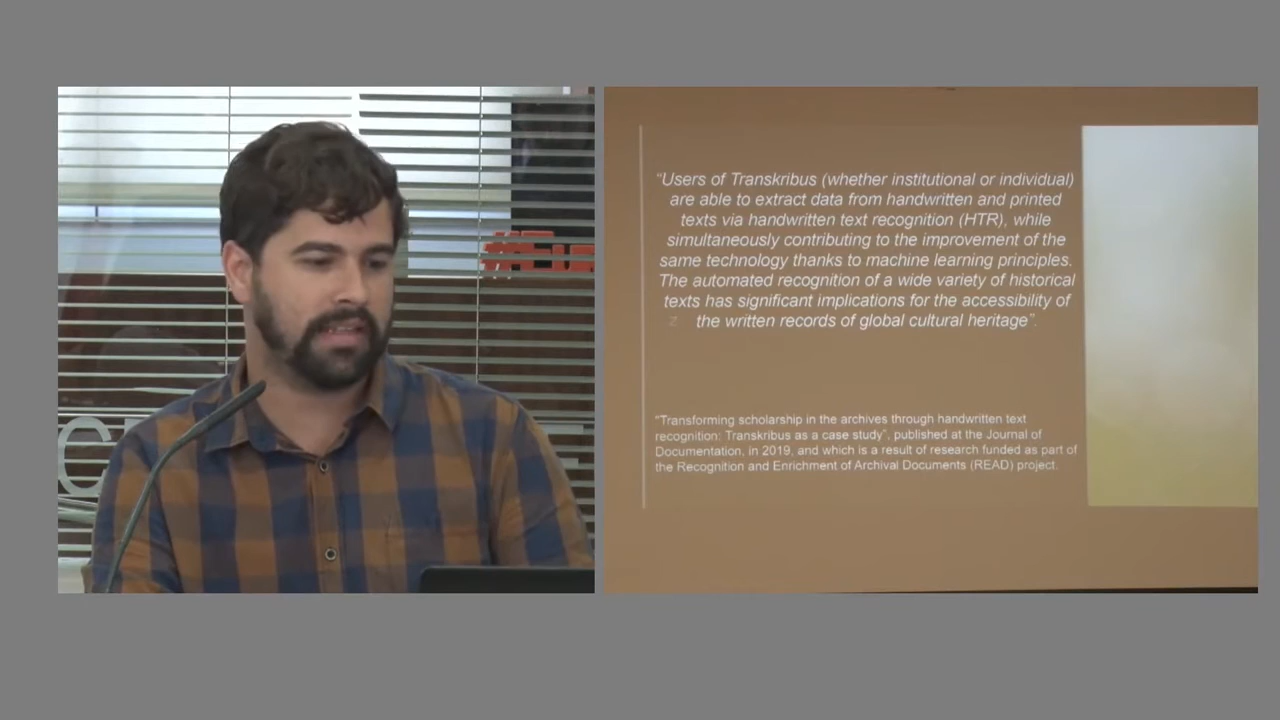 “Users of Transkribus (whether institutional or individual)
are able to extract data from handwritten and printed
texts via handwritten text recognition (HTR), while
simultaneously contributing to the improvement of the
same technology thanks to machine learning principles.
The automated recognition of a wide variety of historical
texts has significant implications for the accessibility of
the written records of global cultural heritage”.
“Transforming scholarship in the archives through handwritten text
recognition: Transkribus as a case study”, published at the Journal of
Documentation, in 2019, and which is a result of research funded as part of
the Recognition and Enrichment of Archival Documents (READ) project.